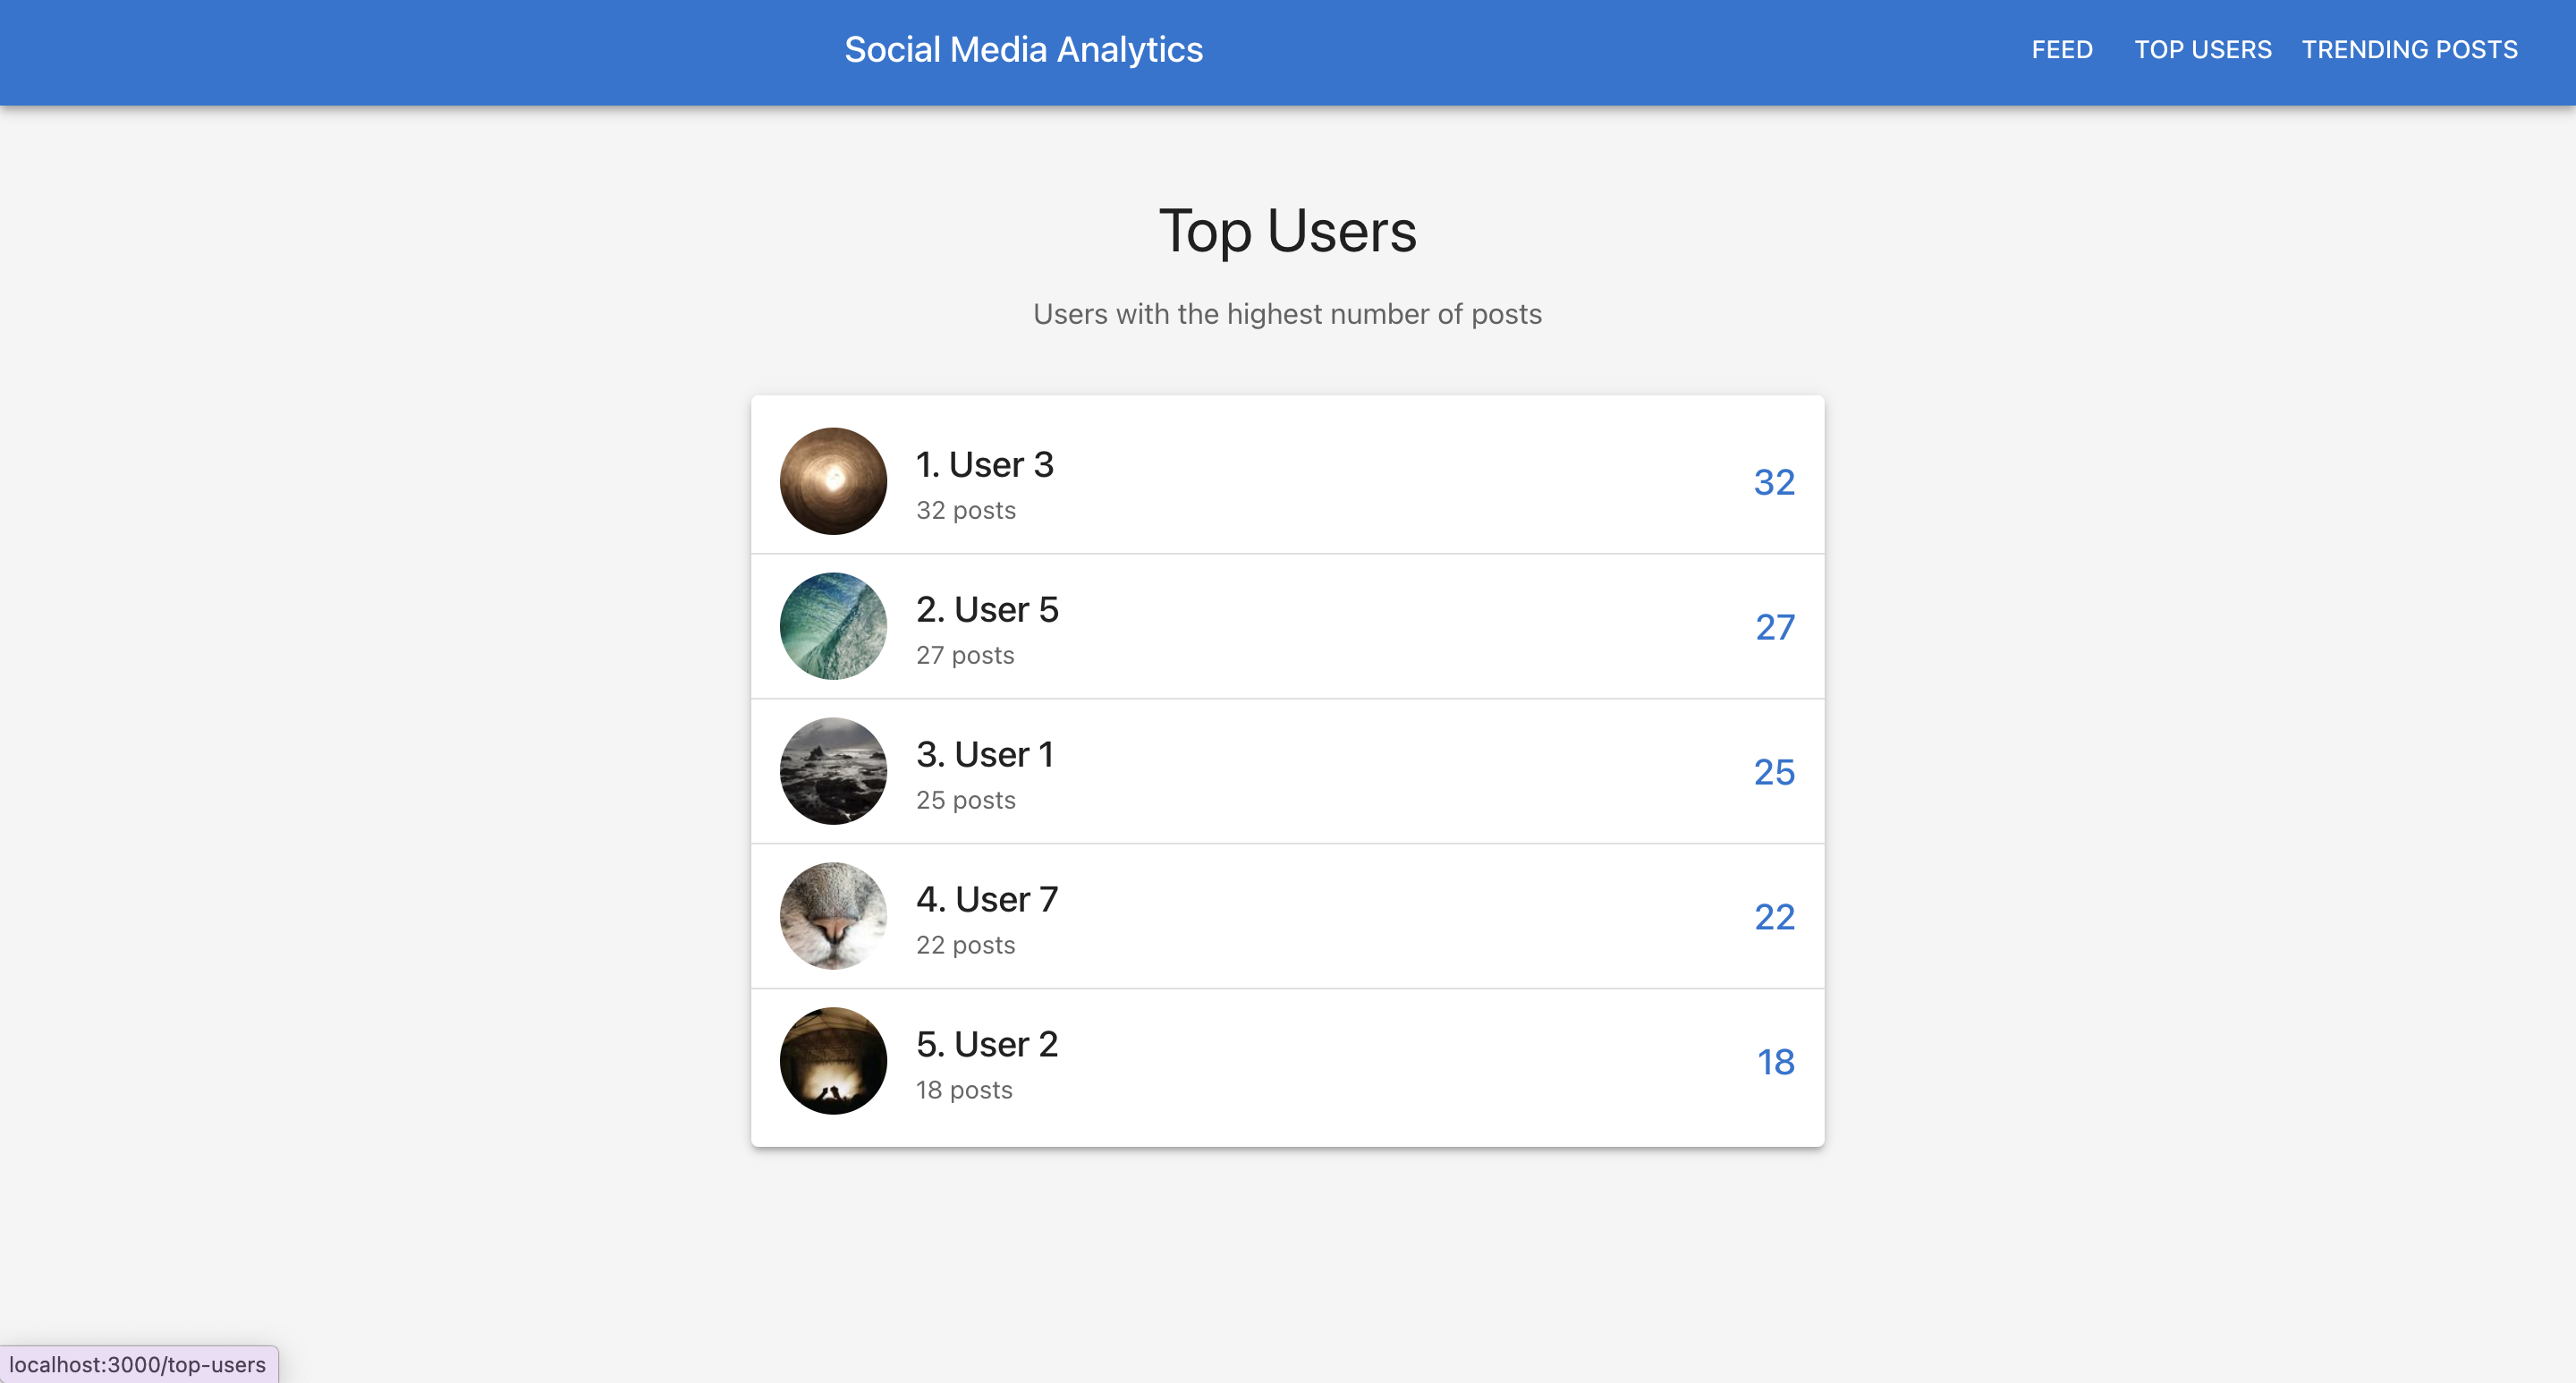 Social Media Analytics
FEED TOP USERS TRENDING POSTS
Top Users
Users with the highest number of posts
1. User 3
32 posts
32
2. User 5
27 posts
27
3. User 1
25 posts
25
4. User 7
22 posts
22
5. User 2
18 posts
18
localhost:3000/top-users